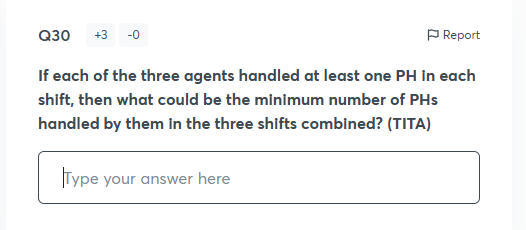 Q30 +3 -0 Report
If each of the three agents handled at least one PH in each
shift, then what could be the minimum number of PHs
handled by them in the three shifts combined? (TITA)
Type your answer here